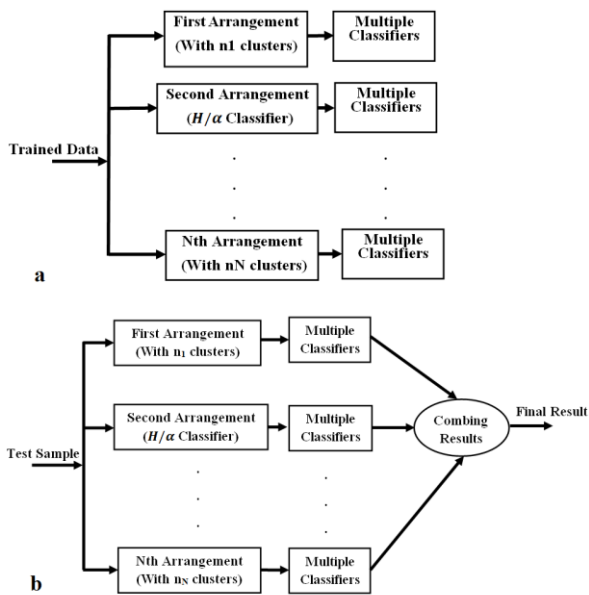 First Arrangement
(With n1 clusters)
Multiple
Classifiers
Second Arrangement
(H/α Classifier)
Multiple
Classifiers
Trained Data
. .
. .
. .
Nth Arrangement
(With nN clusters)
Multiple
Classifiers
a
First Arrangement
(With n₁ clusters)
Multiple
Classifiers
Second Arrangement
(H/α Classifier)
Multiple
Classifiers
Combing
Results
Final Result
Test Sample
. .
. .
. .
Nth Arrangement
(With nN clusters)
Multiple
Classifiers
b